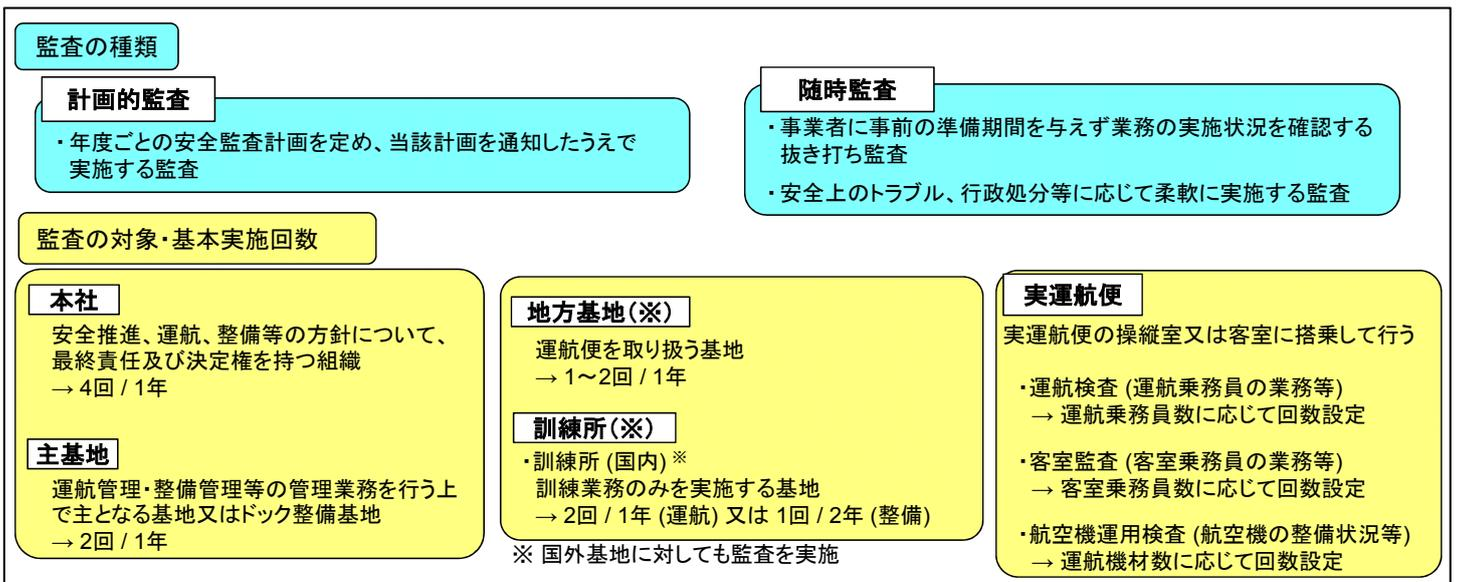 監査の種類
計画的監査
・年度ごとの安全監査計画を定め、当該計画を通知したうえで
実施する監査
随時監査
・事業者に事前の準備期間を与えず業務の実施状況を確認する
抜き打ち監査
・安全上のトラブル、行政処分等に応じて柔軟に実施する監査
監査の対象・基本実施回数
本社
安全推進、運航、整備等の方針について、
最終責任及び決定権を持つ組織
→ 4回 / 1年
主基地
運航管理・整備管理等の管理業務を行う上
で主となる基地又はドック整備基地
→ 2回 / 1年
地方基地(※)
運航便を取り扱う基地
→ 1～2回 / 1年
訓練所(※)
・訓練所 (国内) ※
訓練業務のみを実施する基地
→ 2回 / 1年 (運航) 又は 1回 / 2年 (整備)
※ 国外基地に対しても監査を実施
実運航便
実運航便の操縦室又は客室に搭乗して行う
・運航検査 (運航乗務員の業務等)
→ 運航乗務員数に応じて回数設定
・客室監査 (客室乗務員の業務等)
→ 客室乗務員数に応じて回数設定
・航空機運用検査 (航空機の整備状況等)
→ 運航機材数に応じて回数設定